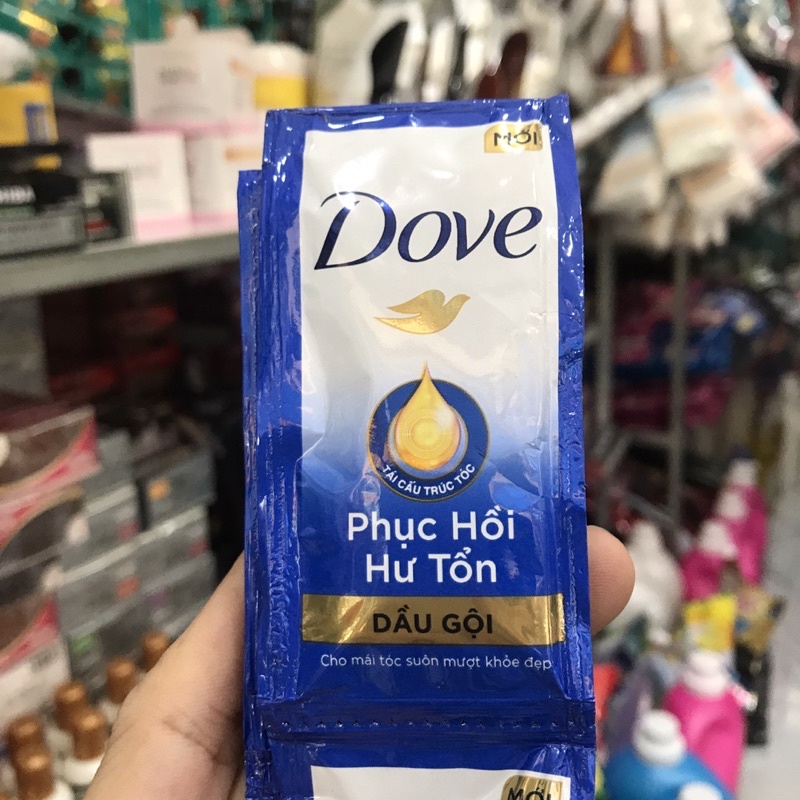 MỚI
Dove
TÁI CẤU TRÚC TÓC
Phục Hồi
Hư Tổn
DẦU GỘI
Cho mái tóc suôn mượt khỏe đẹp
MỚI